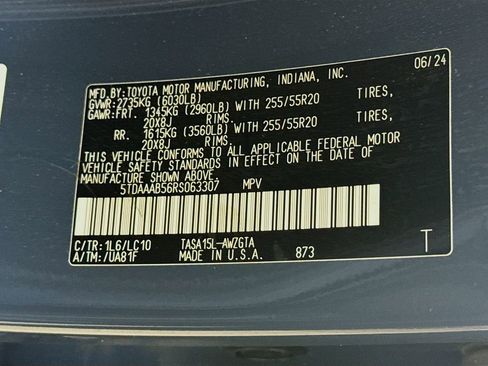 MFD.BY:TOYOTA MOTOR MANUFACTURING, INDIANA, INC. 06/24
GVWR:2735KG (6030LB)
GAWR:FRT. 1345KG (2960LB) WITH 255/55R20 TIRES,
20X8J RIMS.
RR. 1615KG (3560LB) WITH 255/55R20 TIRES,
20X8J RIMS.
THIS VEHICLE CONFORMS TO ALL APPLICABLE FEDERAL MOTOR
VEHICLE SAFETY STANDARDS IN EFFECT ON THE DATE OF
MANUFACTURE SHOWN ABOVE.
5TDAAAB56RS063307 MPV
C/TR:1L6/LC10 TASA15L-AWZGTA
A/TM:/UA81F MADE IN U.S.A. 873 T